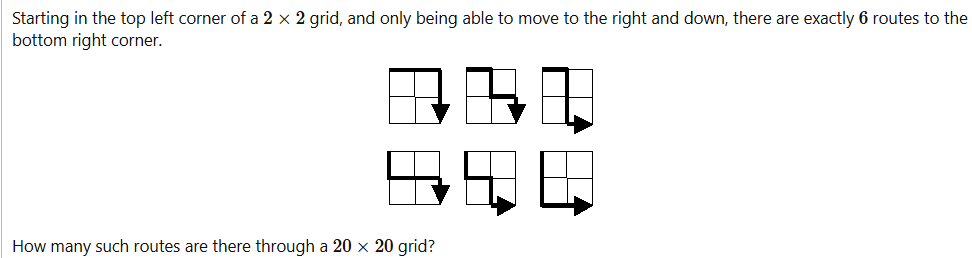 Starting in the top left corner of a 2 × 2 grid, and only being able to move to the right and down, there are exactly 6 routes to the
bottom right corner.
How many such routes are there through a 20 × 20 grid?